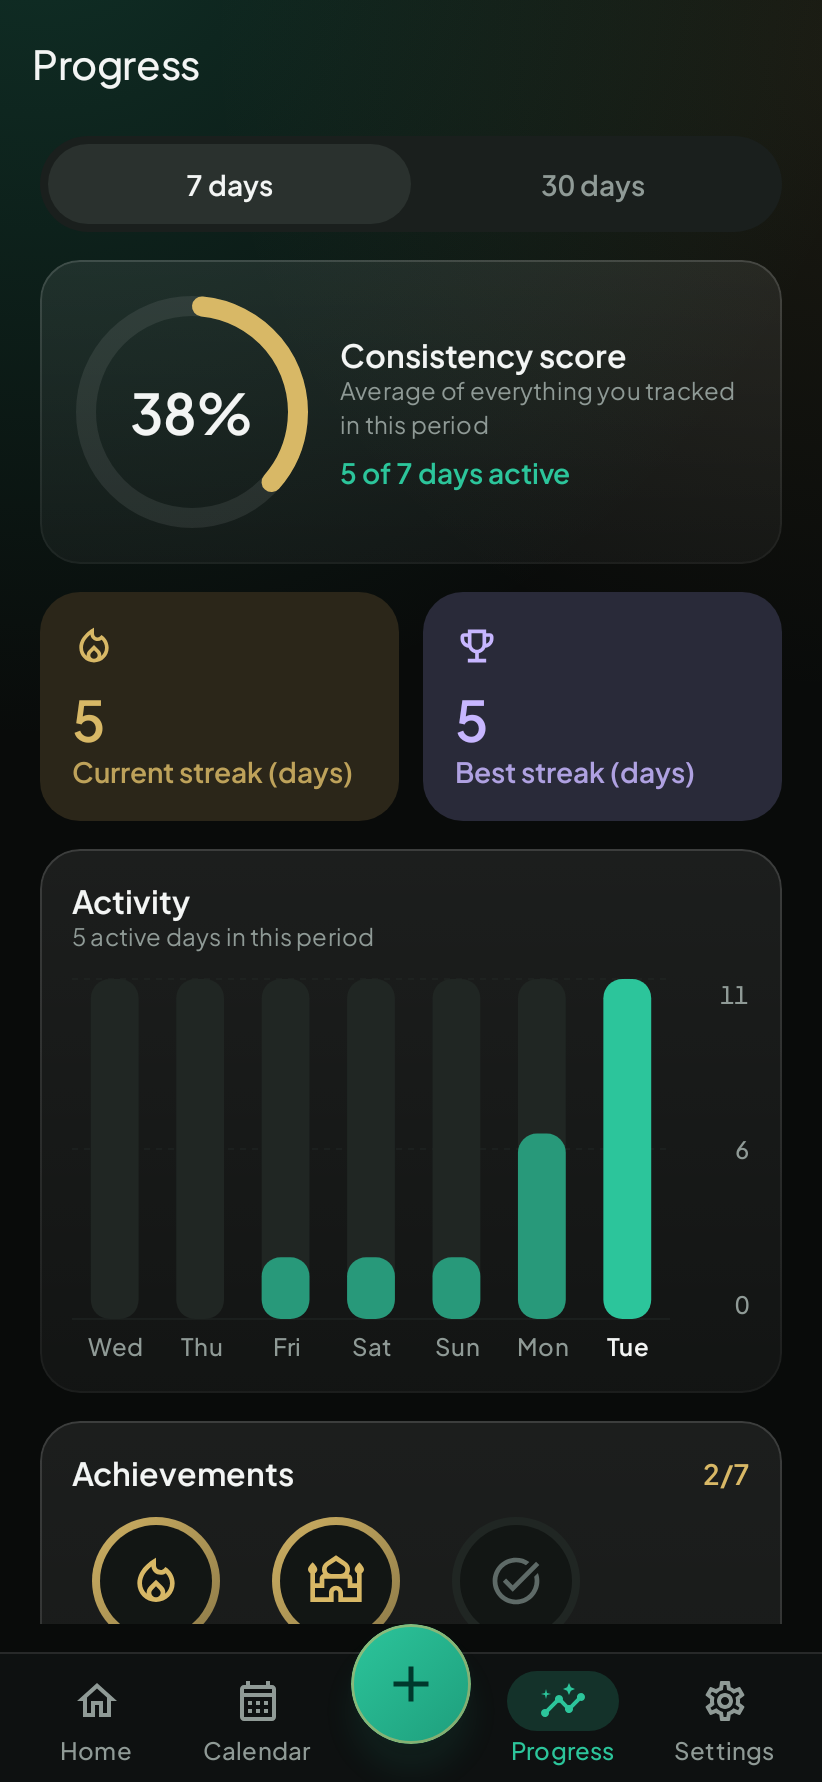 Progress
7 days
30 days
38%
Consistency score
Average of everything you tracked
in this period
5 of 7 days active
5
Current streak (days)
5
Best streak (days)
Activity
5 active days in this period
11
6
0
Wed Thu Fri Sat Sun Mon Tue
Achievements
2/7
Home
Calendar
Progress
Settings